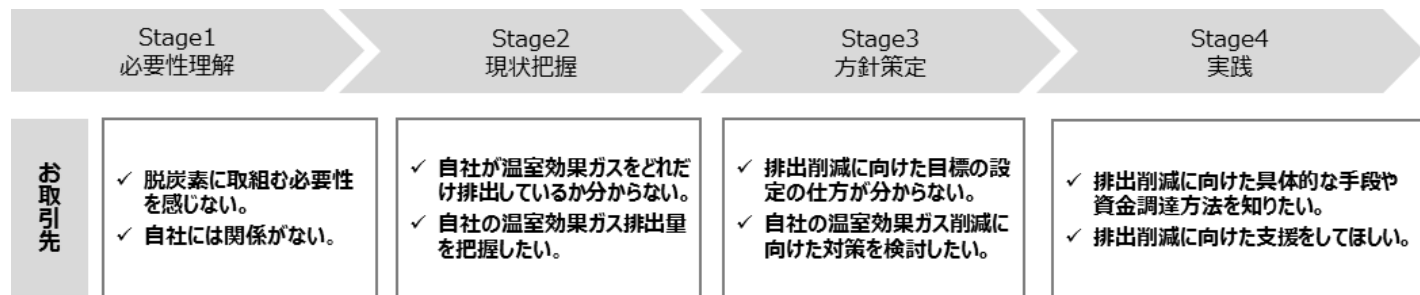 Stage1
必要性理解
Stage2
現状把握
Stage3
方針策定
Stage4
実践
お取引先
✓ 脱炭素に取組む必要性
を感じない。
✓ 自社には関係がない。
✓ 自社が温室効果ガスをどれだ
け排出しているか分からない。
✓ 自社の温室効果ガス排出量
を把握したい。
✓ 排出削減に向けた目標の設
定の仕方が分からない。
✓ 自社の温室効果ガス削減に
向けた対策を検討したい。
✓ 排出削減に向けた具体的な手段や
資金調達方法を知りたい。
✓ 排出削減に向けた支援をしてほしい。